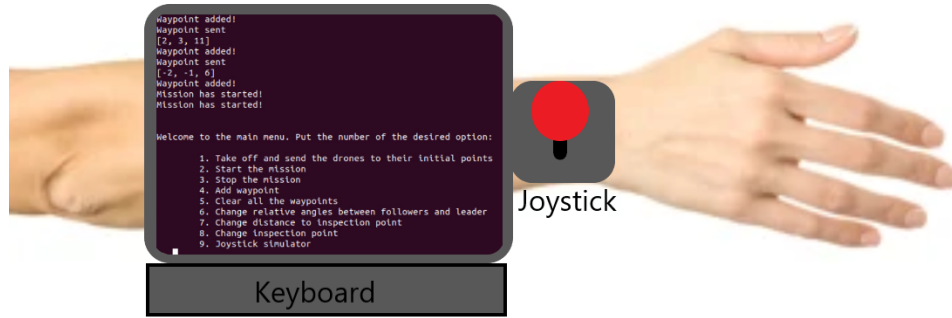 Waypoint added!
Waypoint sent
[2, 3, 11]
Waypoint added!
Waypoint sent
[-2, -1, 6]
Waypoint added!
Mission has started!
Mission has started!
Welcome to the main menu. Put the number of the desired option:
1. Take off and send the drones to their initial points
2. Start the mission
3. Stop the mission
4. Add waypoint
5. Clear all the waypoints
6. Change relative angles between followers and leader
7. Change distance to inspection point
8. Change inspection point
9. Joystick simulator
Joystick
Keyboard